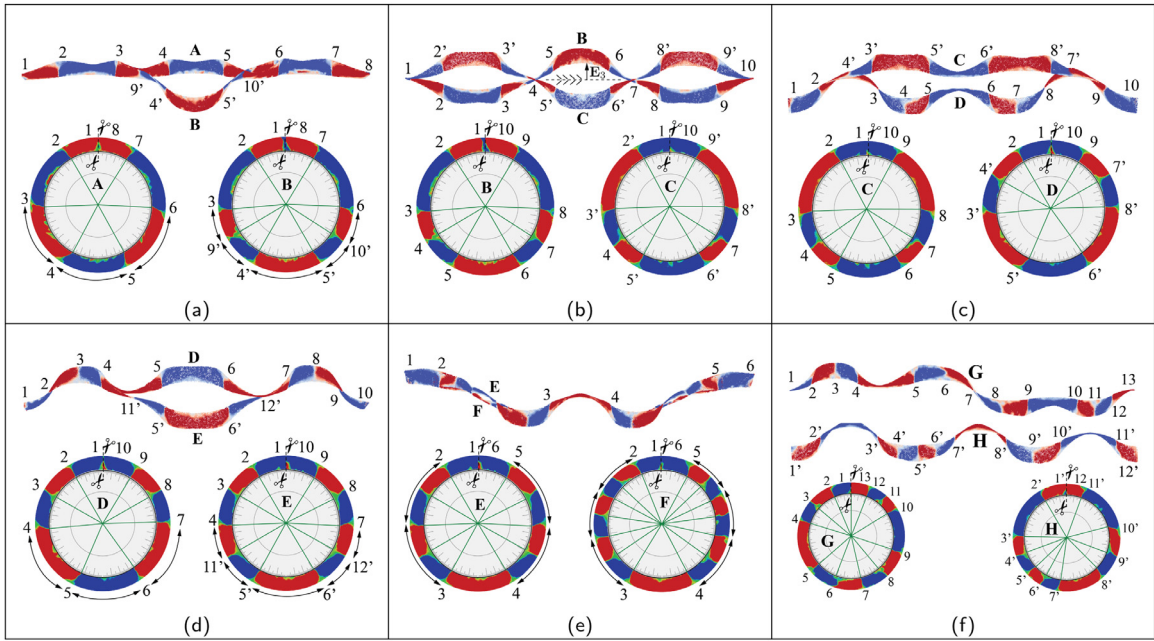 A
1 2 3 4 5 6 7 8
9' 4' 5' 10'
B
1 8
2 7
A
3 6
4 5
1 8
2 7
B
3 6
9' 10'
4' 5'
(a)
B
2' 3' 5 6 8' 9'
1 4 E3 7 10
2 3 5' 6' 8 9
C
1 10
2 9
B
3 8
4 7
5 6
1 10
2' 9'
C
3' 8'
4 7
5' 6'
(b)
C
3' 5' 6' 8'
2 4' 7'
1 3 4 5 D 6 7 8 9 10
1 10
2 9
C
3 8
4 7
5' 6'
1 10
2 9
4' 7'
D
3' 8'
5' 6'
(c)
D
3 4 5 6 7 8
1 2 11' 12' 9 10
5' 6'
E
1 10
2 9
3 8
D
4 7
5 6
1 10
2 9
3 8
E
4 7
11' 12'
5' 6'
(d)
1 2 E 5 6
F
3 4
1 6
2 5
E
3 4
1 6
2 5
F
3 4
(e)
1 2 3 4 5 6 G
7 8 9 10 11 12 13
2' 3' 4' 6' 7' H 8' 9' 10' 11'
1' 5' 12'
1 13
2 12
3 11
10
4 G
9
5 8
6 7
1' 12
2' 11'
H
3' 10'
4' 9'
5' 8'
6' 7'
(f)